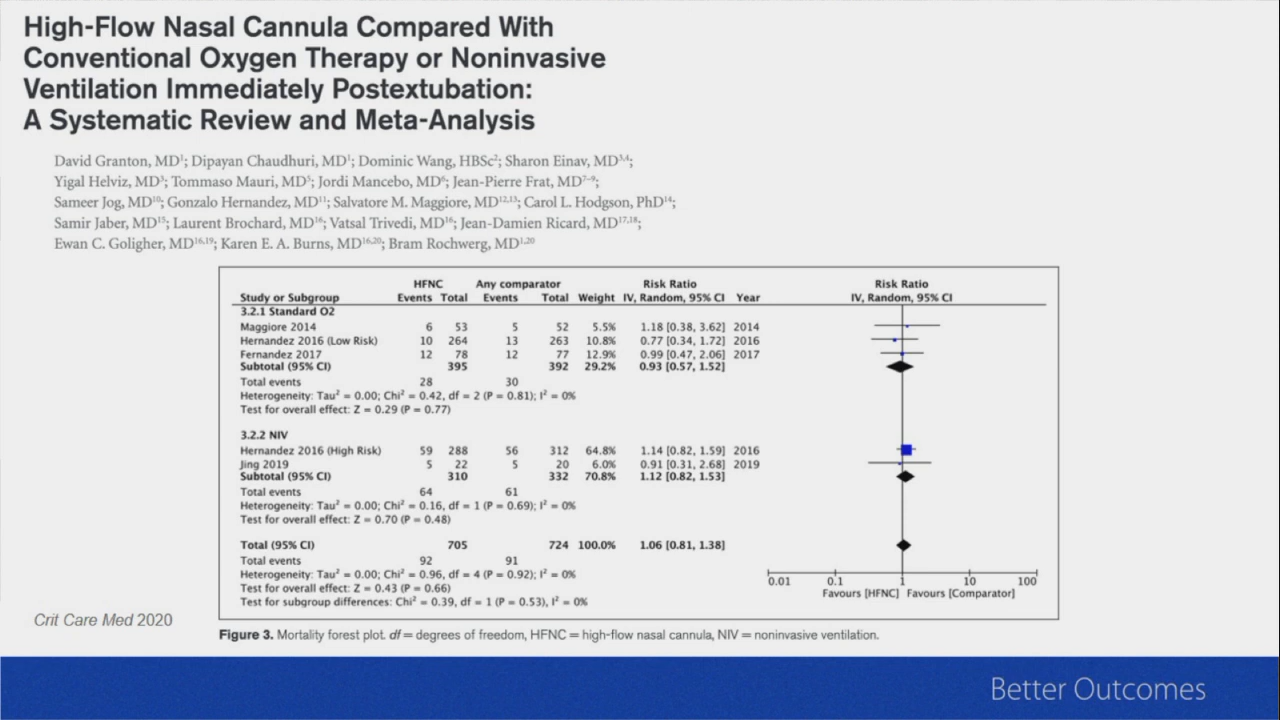 High-Flow Nasal Cannula Compared With
Conventional Oxygen Therapy or Noninvasive
Ventilation Immediately Postextubation:
A Systematic Review and Meta-Analysis
David Granton, MD¹; Dipayan Chaudhuri, MD¹; Dominic Wang, HBSc²; Sharon Einav, MD³,⁴;
Yigal Helviz, MD³; Tommaso Mauri, MD⁵; Jordi Mancebo, MD⁶; Jean-Pierre Frat, MD⁷⁻⁹;
Sameer Jog, MD¹⁰; Gonzalo Hernandez, MD¹¹; Salvatore M. Maggiore, MD¹²,¹³; Carol L. Hodgson, PhD¹⁴;
Samir Jaber, MD¹⁵; Laurent Brochard, MD¹⁶; Vatsal Trivedi, MD¹⁶; Jean-Damien Ricard, MD¹⁷,¹⁸;
Ewan C. Goligher, MD¹⁶,¹⁹; Karen E. A. Burns, MD¹⁶,²⁰; Bram Rochwerg, MD¹,²⁰
HFNC Any comparator Risk Ratio Risk Ratio
Study or Subgroup Events Total Events Total Weight IV, Random, 95% CI Year IV, Random, 95% CI
3.2.1 Standard O2
Maggiore 2014 6 53 5 52 5.5% 1.18 [0.38, 3.62] 2014
Hernandez 2016 (Low Risk) 10 264 13 263 10.8% 0.77 [0.34, 1.72] 2016
Fernandez 2017 12 78 12 77 12.9% 0.99 [0.47, 2.06] 2017
Subtotal (95% CI) 395 392 29.2% 0.93 [0.57, 1.52]
Total events 28 30
Heterogeneity: Tau² = 0.00; Chi² = 0.42, df = 2 (P = 0.81); I² = 0%
Test for overall effect: Z = 0.29 (P = 0.77)
3.2.2 NIV
Hernandez 2016 (High Risk) 59 288 56 312 64.8% 1.14 [0.82, 1.59] 2016
Jing 2019 5 22 5 20 6.0% 0.91 [0.31, 2.68] 2019
Subtotal (95% CI) 310 332 70.8% 1.12 [0.82, 1.53]
Total events 64 61
Heterogeneity: Tau² = 0.00; Chi² = 0.16, df = 1 (P = 0.69); I² = 0%
Test for overall effect: Z = 0.70 (P = 0.48)
Total (95% CI) 705 724 100.0% 1.06 [0.81, 1.38]
Total events 92 91
Heterogeneity: Tau² = 0.00; Chi² = 0.96, df = 4 (P = 0.92); I² = 0%
Test for overall effect: Z = 0.43 (P = 0.66)
Test for subgroup differences: Chi² = 0.39, df = 1 (P = 0.53), I² = 0%
0.01 0.1 1 10 100
Favours [HFNC] Favours [Comparator]
Crit Care Med 2020
Figure 3. Mortality forest plot. df = degrees of freedom, HFNC = high-flow nasal cannula, NIV = noninvasive ventilation.
Better Outcomes